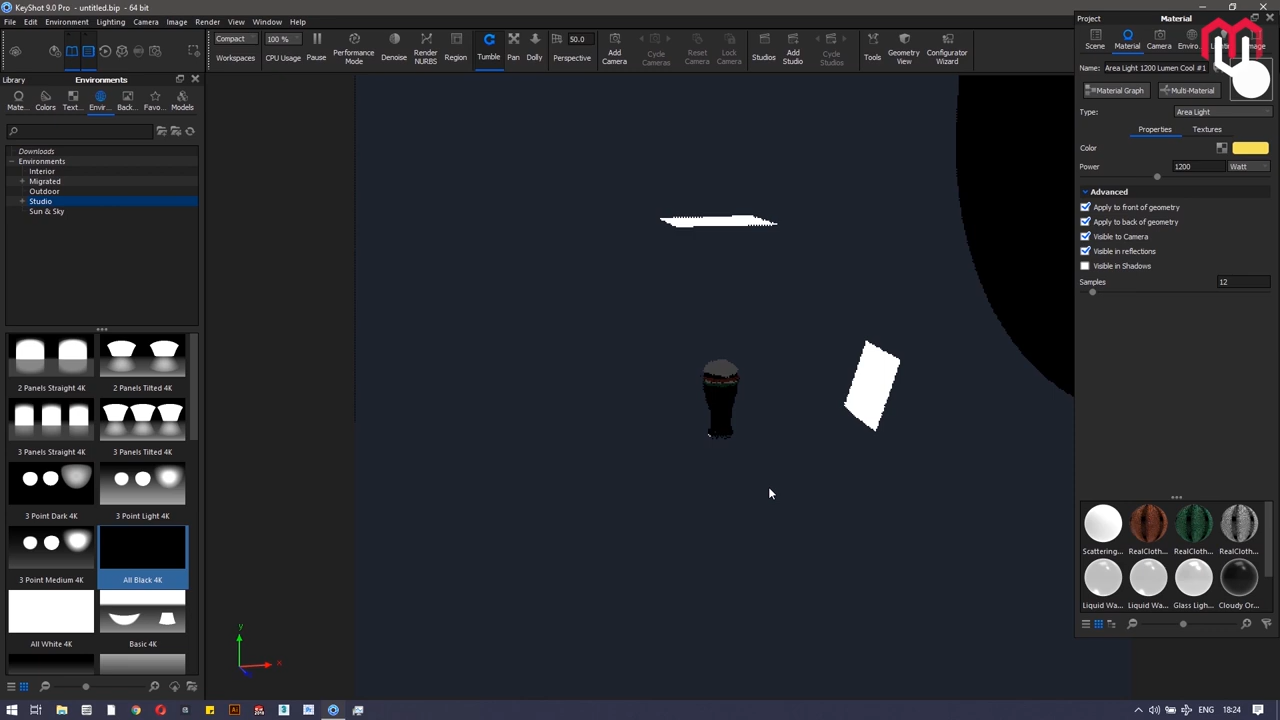 KeyShot 9.0 Pro - untitled.bip - 64 bit
File Edit Environment Lighting Camera Image Render View Window Help
Compact 100 % 50.0
Workspaces CPU Usage Pause Performance Mode Denoise Render NURBS Region Tumble Pan Dolly Perspective Add Camera Cycle Cameras Reset Camera Lock Camera Studios Add Studio Cycle Studios Tools Geometry View Configurator Wizard
Library Environments
Mate... Colors Text... Envir... Back... Favo... Models
Downloads
Environments
Interior
Migrated
Outdoor
Studio
Sun & Sky
2 Panels Straight 4K 2 Panels Tilted 4K
3 Panels Straight 4K 3 Panels Tilted 4K
3 Point Dark 4K 3 Point Light 4K
3 Point Medium 4K All Black 4K
All White 4K Basic 4K
y
x
Project Material
Scene Material Camera
Name: Area Light 1200 Lumen Cool #1
Material Graph Multi-Material
Type: Area Light
Properties Textures
Color
Power 1200 Watt
Advanced
Apply to front of geometry
Apply to back of geometry
Visible to Camera
Visible in reflections
Visible in Shadows
Samples 12
Scattering... RealCloth... RealCloth... RealCloth...
Liquid Wa... Liquid Wa... Glass Ligh... Cloudy Or...
ENG 18:24